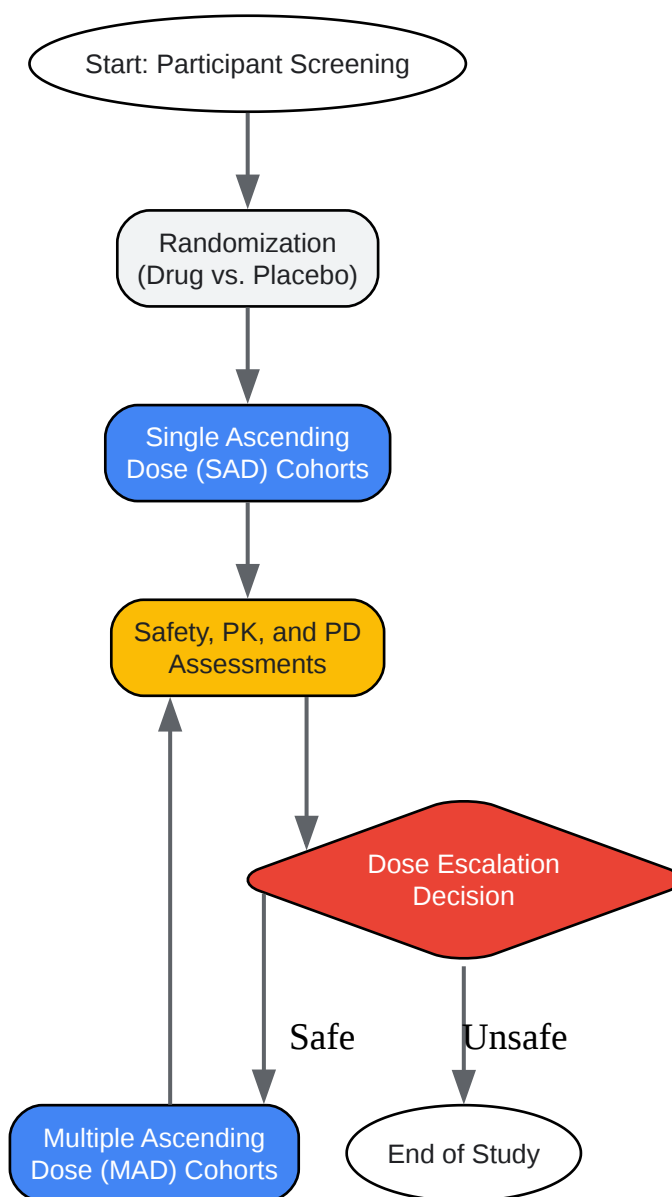 Start: Participant Screening
Randomization
(Drug vs. Placebo)
Single Ascending
Dose (SAD) Cohorts
Safety, PK, and PD
Assessments
Dose Escalation
Decision
Safe
Unsafe
Multiple Ascending
Dose (MAD) Cohorts
End of Study